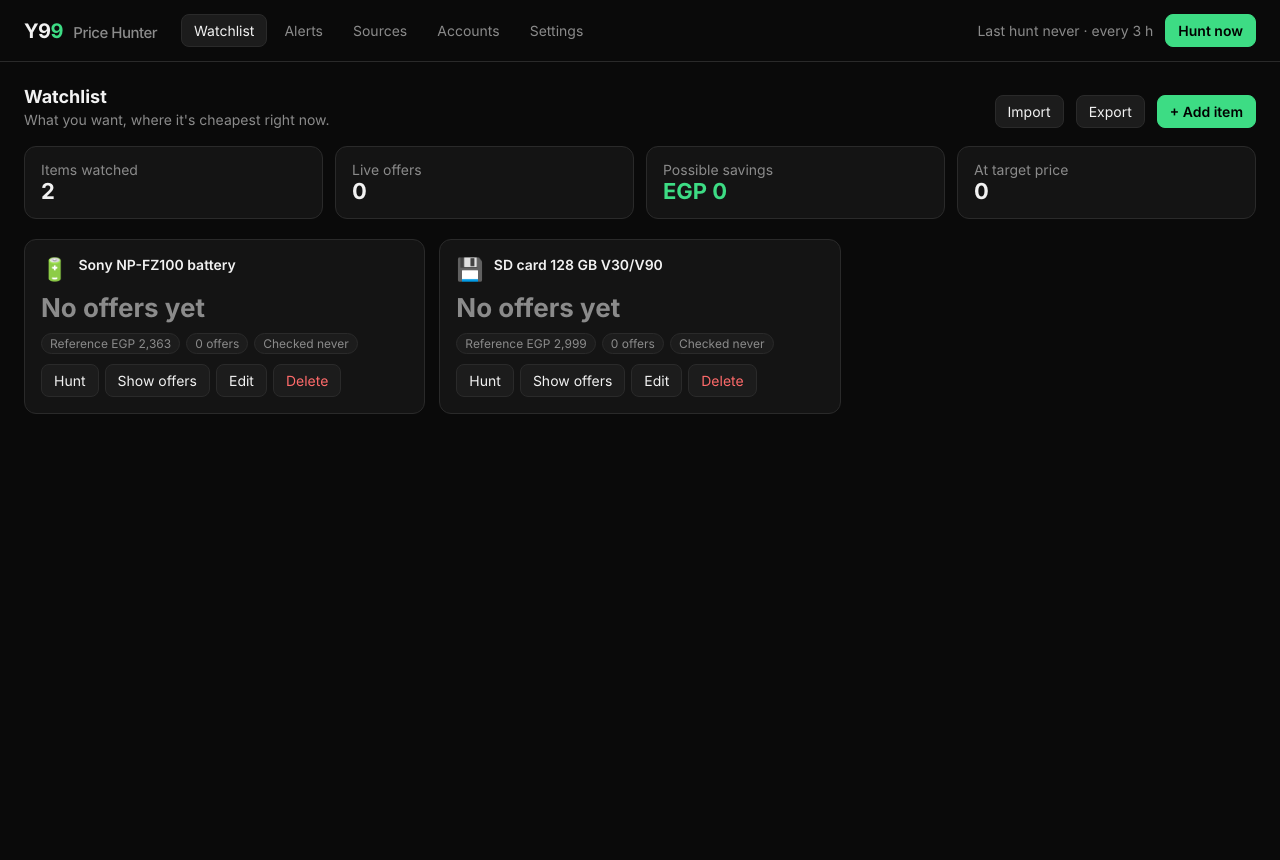 Y99 Price Hunter Watchlist Alerts Sources Accounts Settings Last hunt never · every 3 h Hunt now
Watchlist
What you want, where it's cheapest right now.
Import Export + Add item
Items watched
2
Live offers
0
Possible savings
EGP 0
At target price
0
Sony NP-FZ100 battery
No offers yet
Reference EGP 2,363 0 offers Checked never
Hunt Show offers Edit Delete
SD card 128 GB V30/V90
No offers yet
Reference EGP 2,999 0 offers Checked never
Hunt Show offers Edit Delete